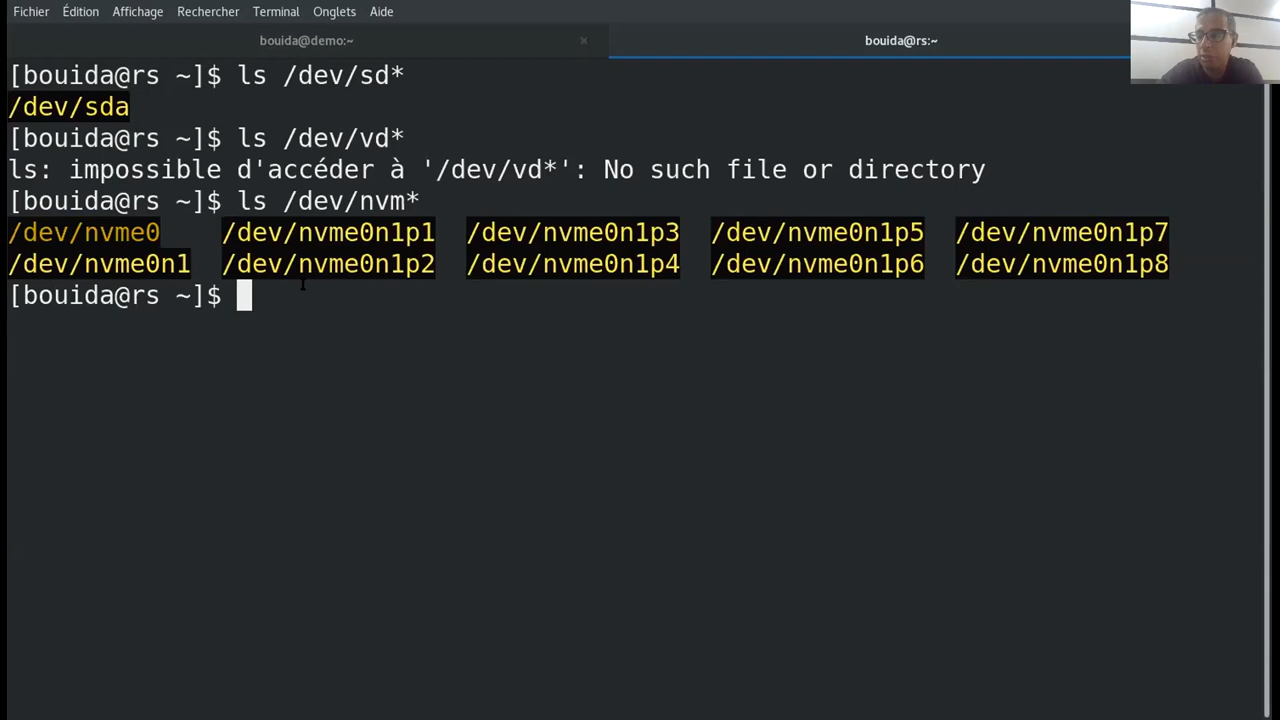 Fichier Édition Affichage Rechercher Terminal Onglets Aide
bouida@demo:~ × bouida@rs:~
[bouida@rs ~]$ ls /dev/sd*
/dev/sda
[bouida@rs ~]$ ls /dev/vd*
ls: impossible d'accéder à '/dev/vd*': No such file or directory
[bouida@rs ~]$ ls /dev/nvm*
/dev/nvme0 /dev/nvme0n1p1 /dev/nvme0n1p3 /dev/nvme0n1p5 /dev/nvme0n1p7
/dev/nvme0n1 /dev/nvme0n1p2 /dev/nvme0n1p4 /dev/nvme0n1p6 /dev/nvme0n1p8
[bouida@rs ~]$